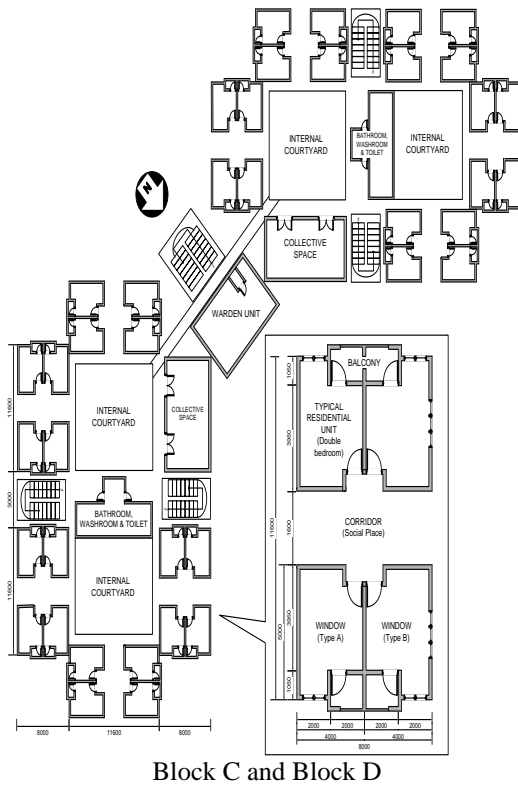 INTERNAL
COURTYARD
BATHROOM,
WASHROOM
& TOILET
INTERNAL
COURTYARD
N
COLLECTIVE
SPACE
WARDEN UNIT
INTERNAL
COURTYARD
COLLECTIVE
SPACE
BATHROOM,
WASHROOM & TOILET
INTERNAL
COURTYARD
11600
3000
11600
8000
11600
8000
BALCONY
TYPICAL
RESIDENTIAL
UNIT
(Double
bedroom)
CORRIDOR
(Social Place)
WINDOW
(Type A)
WINDOW
(Type B)
1050
3950
11600
1600
5000
3950
1050
2000
2000
2000
2000
4000
4000
8000
Block C and Block D